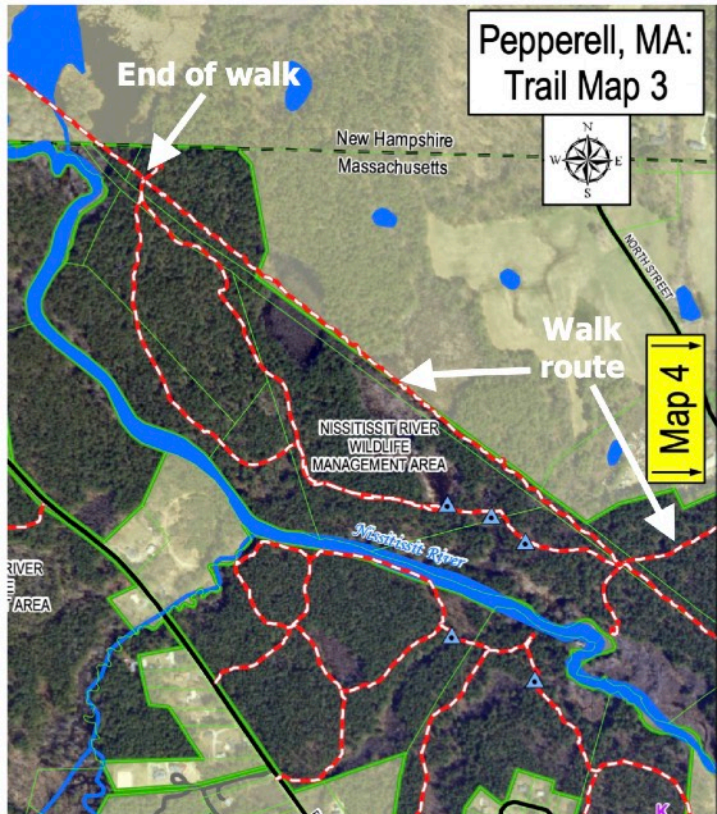 Pepperell, MA:
Trail Map 3
End of walk
N
W E
S
New Hampshire
Massachusetts
NORTH STREET
Walk
route
Map 4
NISSITISSIT RIVER
WILDLIFE
MANAGEMENT AREA
Nissitissit River
RIVER
E
T AREA
K